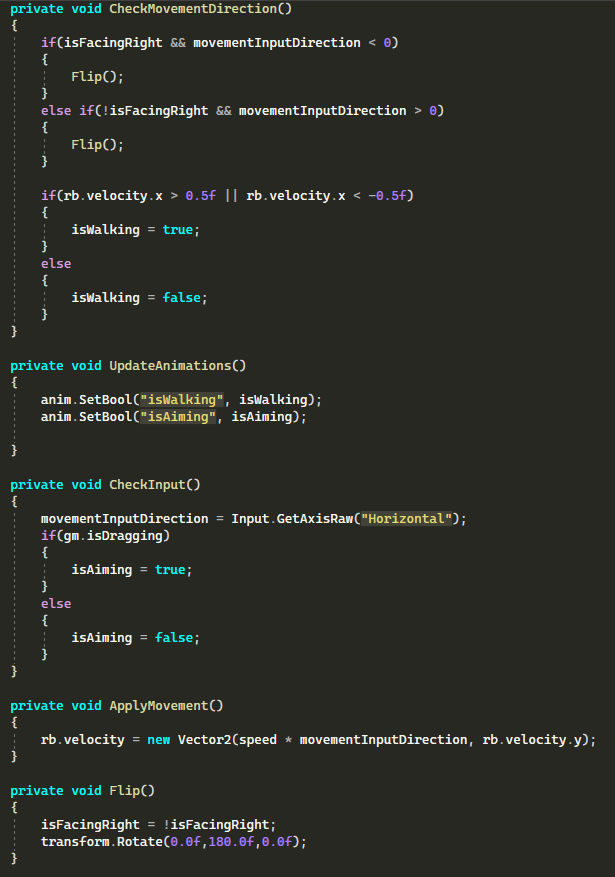 private void CheckMovementDirection()
{
    if(isFacingRight && movementInputDirection < 0)
    {
        Flip();
    }
    else if(!isFacingRight && movementInputDirection > 0)
    {
        Flip();
    }

    if(rb.velocity.x > 0.5f || rb.velocity.x < -0.5f)
    {
        isWalking = true;
    }
    else
    {
        isWalking = false;
    }
}

private void UpdateAnimations()
{
    anim.SetBool("isWalking", isWalking);
    anim.SetBool("isAiming", isAiming);

}

private void CheckInput()
{
    movementInputDirection = Input.GetAxisRaw("Horizontal");
    if(gm.isDragging)
    {
        isAiming = true;
    }
    else
    {
        isAiming = false;
    }
}

private void ApplyMovement()
{
    rb.velocity = new Vector2(speed * movementInputDirection, rb.velocity.y);
}

private void Flip()
{
    isFacingRight = !isFacingRight;
    transform.Rotate(0.0f,180.0f,0.0f);
}